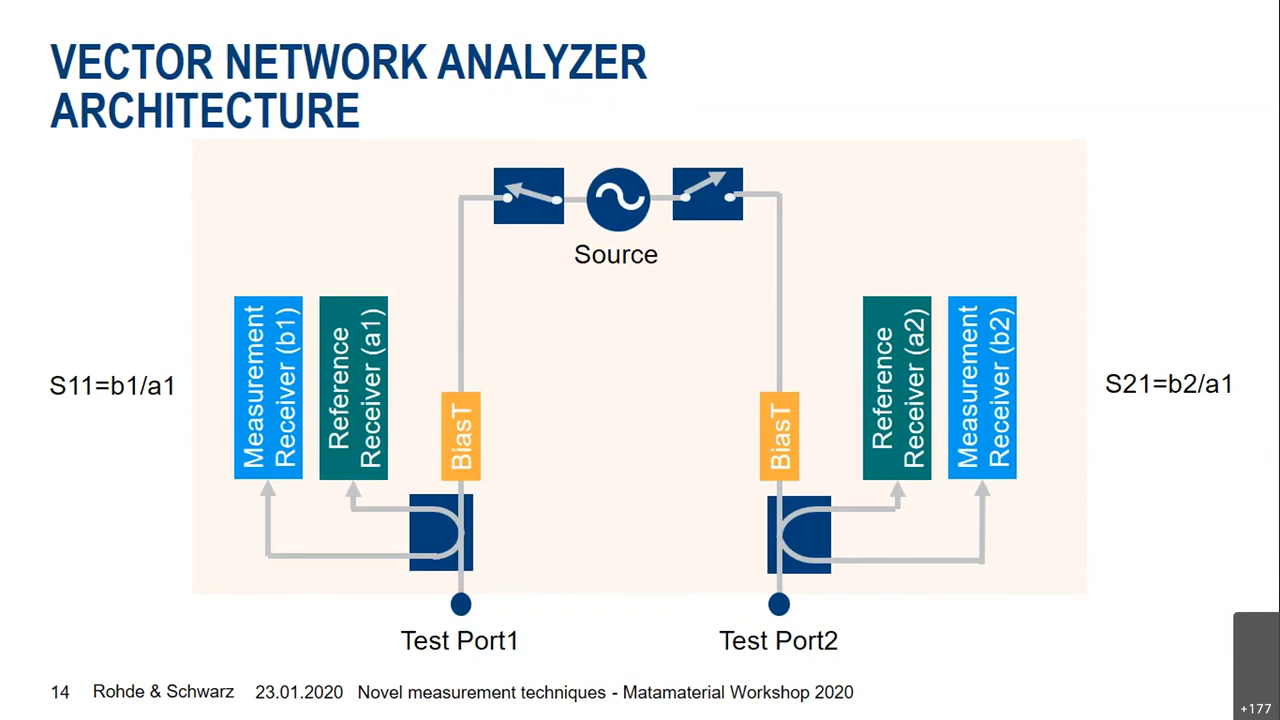 VECTOR NETWORK ANALYZER
ARCHITECTURE
Source
Measurement
Receiver (b1)
Reference
Receiver (a1)
BiasT
BiasT
Reference
Receiver (a2)
Measurement
Receiver (b2)
S11=b1/a1
S21=b2/a1
Test Port1
Test Port2
14 Rohde & Schwarz 23.01.2020 Novel measurement techniques - Matamaterial Workshop 2020
+177